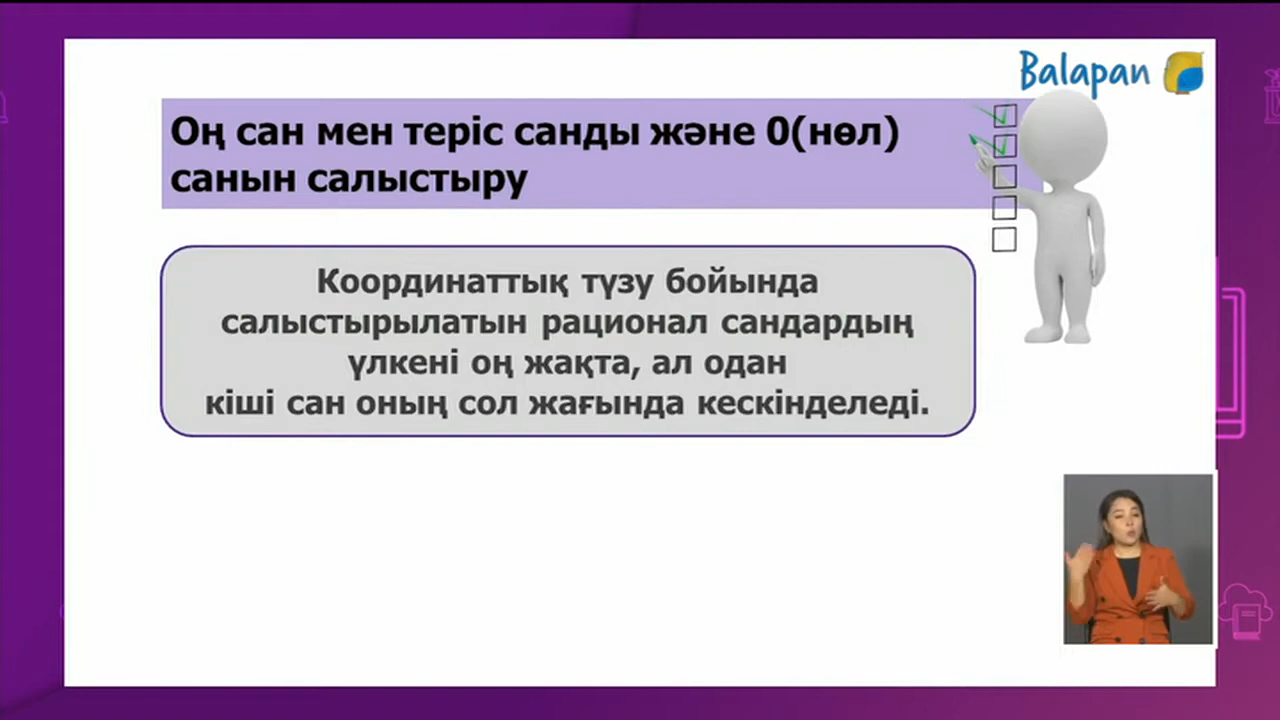 Balapan
Оң сан мен теріс санды және 0(нөл)
санын салыстыру
Координаттық түзу бойында
салыстырылатын рационал сандардың
үлкені оң жақта, ал одан
кіші сан оның сол жағында кескінделеді.